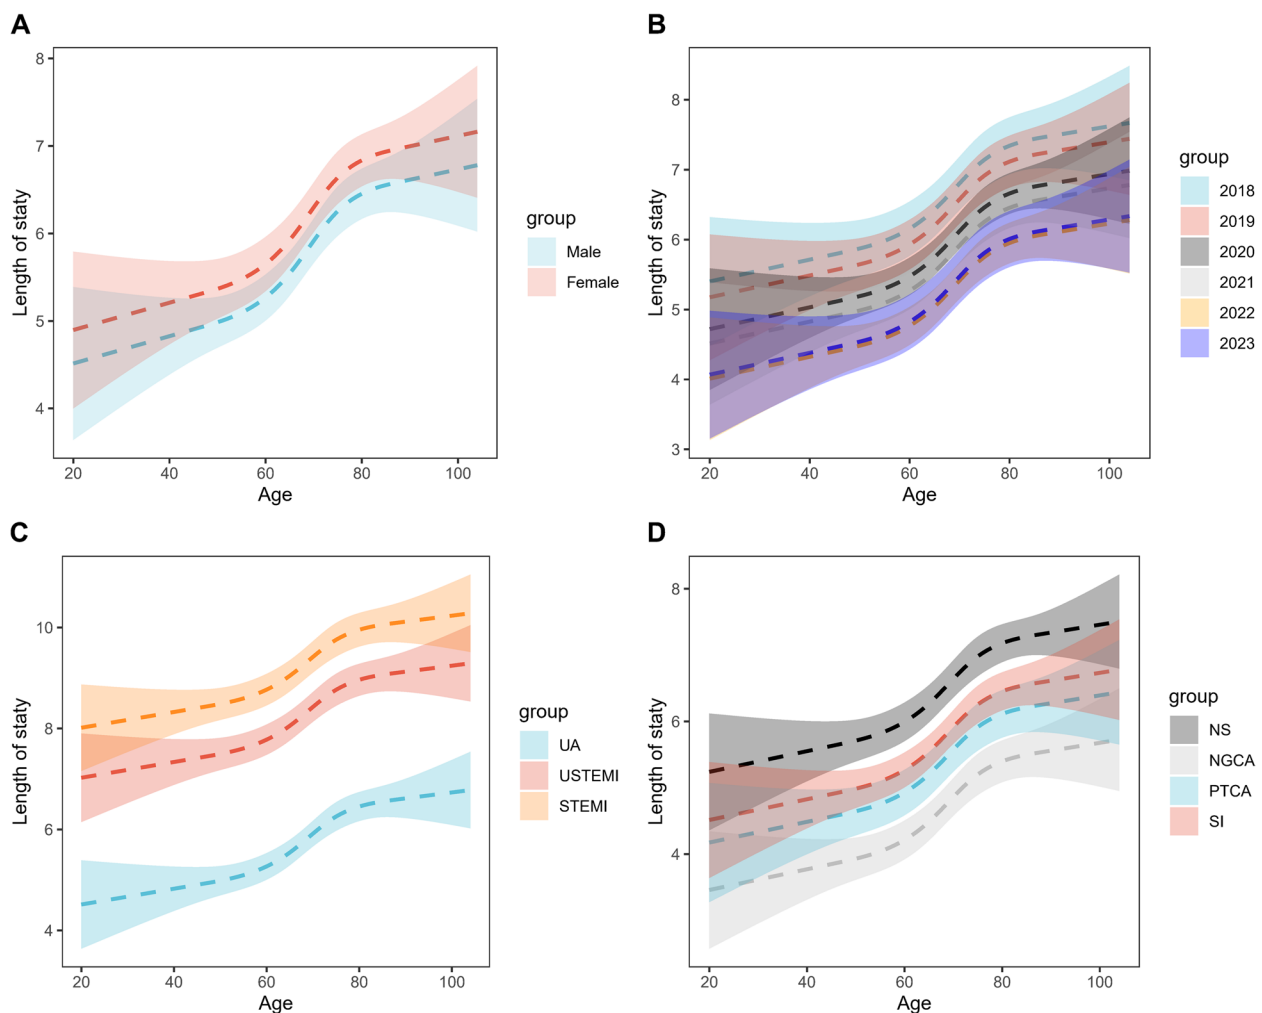 A
8
7
6
5
4
20 40 60 80 100
Length of staty
Age
group
Male
Female
B
8
7
6
5
4
3
20 40 60 80 100
Length of staty
Age
group
2018
2019
2020
2021
2022
2023
C
10
8
6
4
20 40 60 80 100
Length of staty
Age
group
UA
USTEMI
STEMI
D
8
6
4
20 40 60 80 100
Length of staty
Age
group
NS
NGCA
PTCA
SI